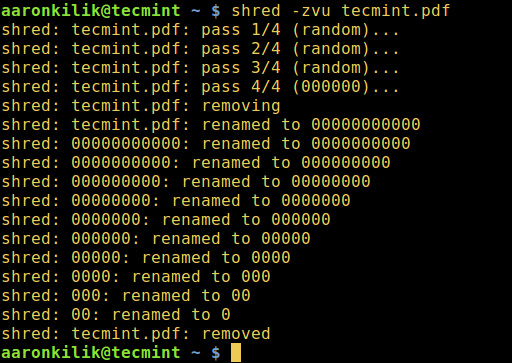 aaronkilik@tecmint ~ $ shred -zvu tecmint.pdf
shred: tecmint.pdf: pass 1/4 (random)...
shred: tecmint.pdf: pass 2/4 (random)...
shred: tecmint.pdf: pass 3/4 (random)...
shred: tecmint.pdf: pass 4/4 (000000)...
shred: tecmint.pdf: removing
shred: tecmint.pdf: renamed to 00000000000
shred: 00000000000: renamed to 0000000000
shred: 0000000000: renamed to 000000000
shred: 000000000: renamed to 00000000
shred: 00000000: renamed to 0000000
shred: 0000000: renamed to 000000
shred: 000000: renamed to 00000
shred: 00000: renamed to 0000
shred: 0000: renamed to 000
shred: 000: renamed to 00
shred: 00: renamed to 0
shred: tecmint.pdf: removed
aaronkilik@tecmint ~ $